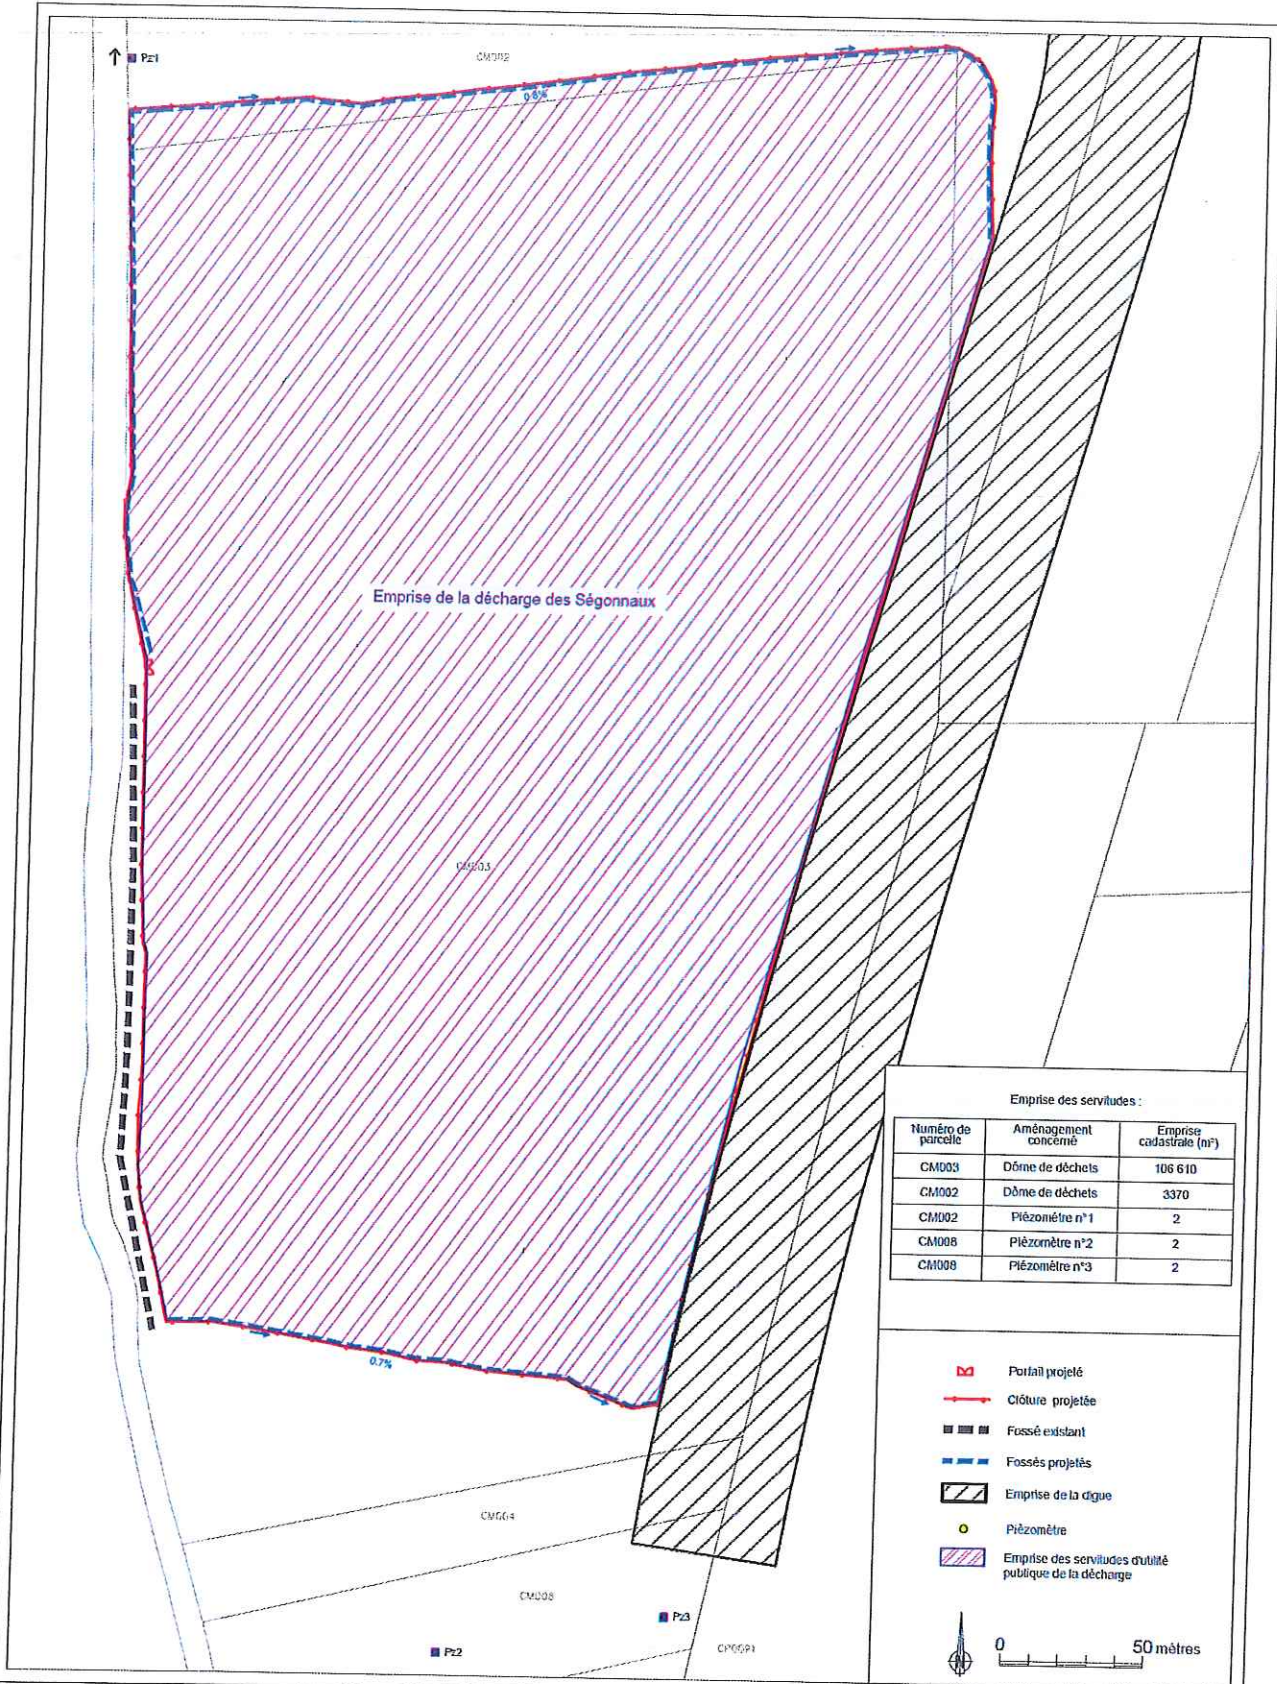 Pz1
CM002
0.6%
Emprise de la décharge des Ségonnaux
CM003
0.7%
CM004
CM008
Pz3
Pz2
Emprise des servitudes :
Numéro de parcelle
Aménagement concerné
Emprise cadastrale (m²)
CM003 Dôme de déchets 106 610
CM002 Dôme de déchets 3370
CM002 Piézomètre n°1 2
CM008 Piézomètre n°2 2
CM008 Piézomètre n°3 2
Portail projeté
Clôture projetée
Fossé existant
Fossés projetés
Emprise de la digue
Piézomètre
Emprise des servitudes d'utilité
publique de la décharge
0 50 mètres